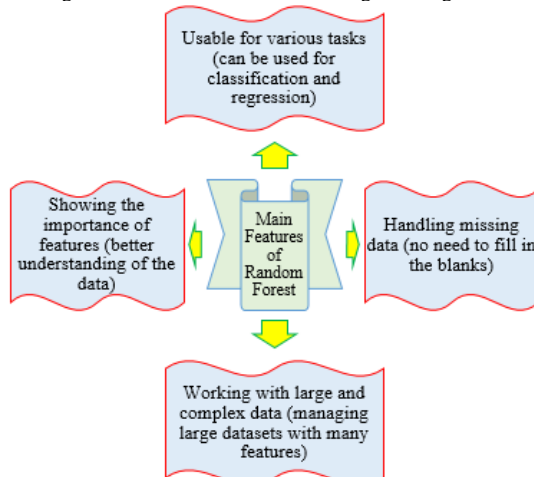 Usable for various tasks
(can be used for
classification and
regression)
Showing the
importance of
features (better
understanding of the
data)
Main
Features
of
Random
Forest
Handling missing
data (no need to fill in
the blanks)
Working with large and
complex data (managing
large datasets with many
features)